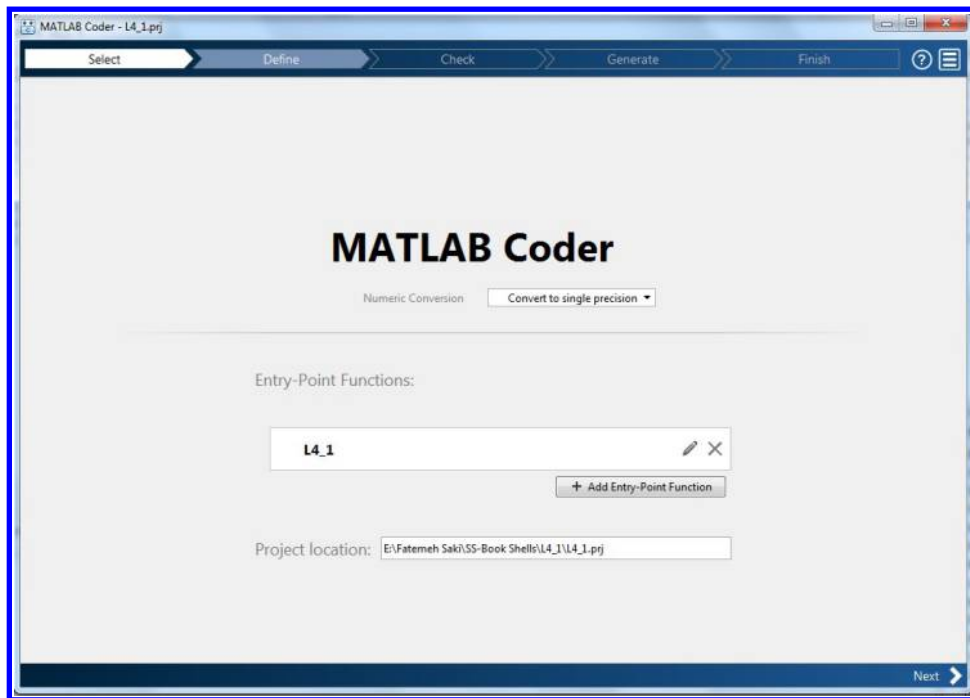 MATLAB Coder - L4_1.prj
Select Define Check Generate Finish ?
MATLAB Coder
Numeric Conversion Convert to single precision
Entry-Point Functions:
L4_1
+ Add Entry-Point Function
Project location: E:\Fatemeh Saki\SS-Book Shells\L4_1\L4_1.prj
Next